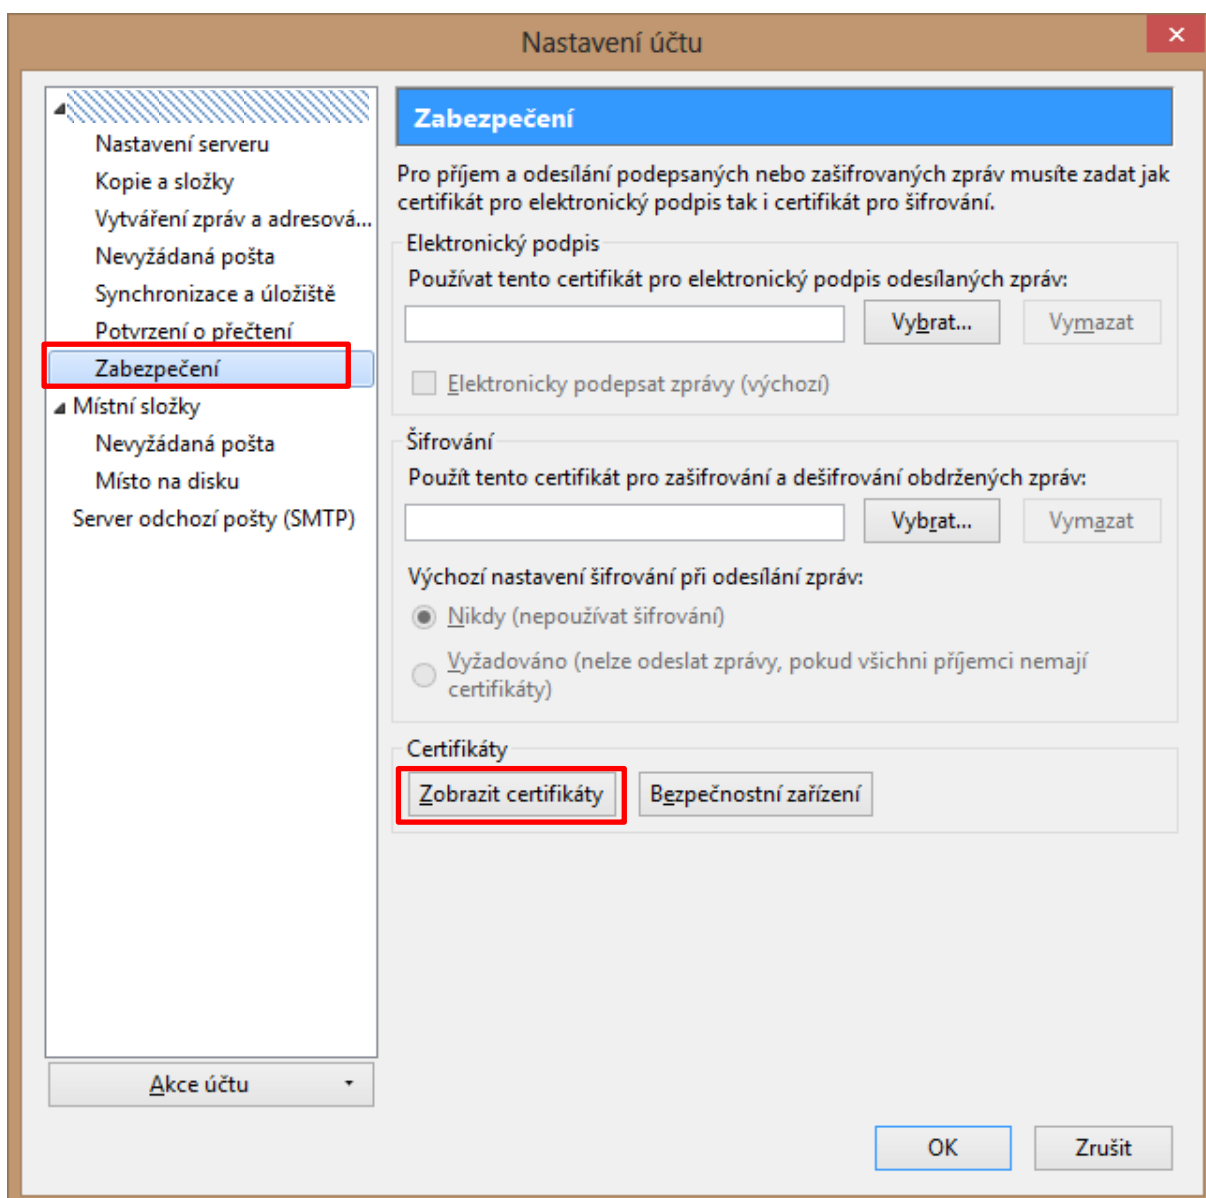 Nastavení účtu
Nastavení serveru
Kopie a složky
Vytváření zpráv a adresová...
Nevyžádaná pošta
Synchronizace a úložiště
Potvrzení o přečtení
Zabezpečení
Místní složky
Nevyžádaná pošta
Místo na disku
Server odchozí pošty (SMTP)
Akce účtu
Zabezpečení
Pro příjem a odesílání podepsaných nebo zašifrovaných zpráv musíte zadat jak
certifikát pro elektronický podpis tak i certifikát pro šifrování.
Elektronický podpis
Používat tento certifikát pro elektronický podpis odesílaných zpráv:
Vybrat... Vymazat
Elektronicky podepsat zprávy (výchozí)
Šifrování
Použít tento certifikát pro zašifrování a dešifrování obdržených zpráv:
Vybrat... Vymazat
Výchozí nastavení šifrování při odesílání zpráv:
Nikdy (nepoužívat šifrování)
Vyžadováno (nelze odeslat zprávy, pokud všichni příjemci nemají
certifikáty)
Certifikáty
Zobrazit certifikáty Bezpečnostní zařízení
OK Zrušit